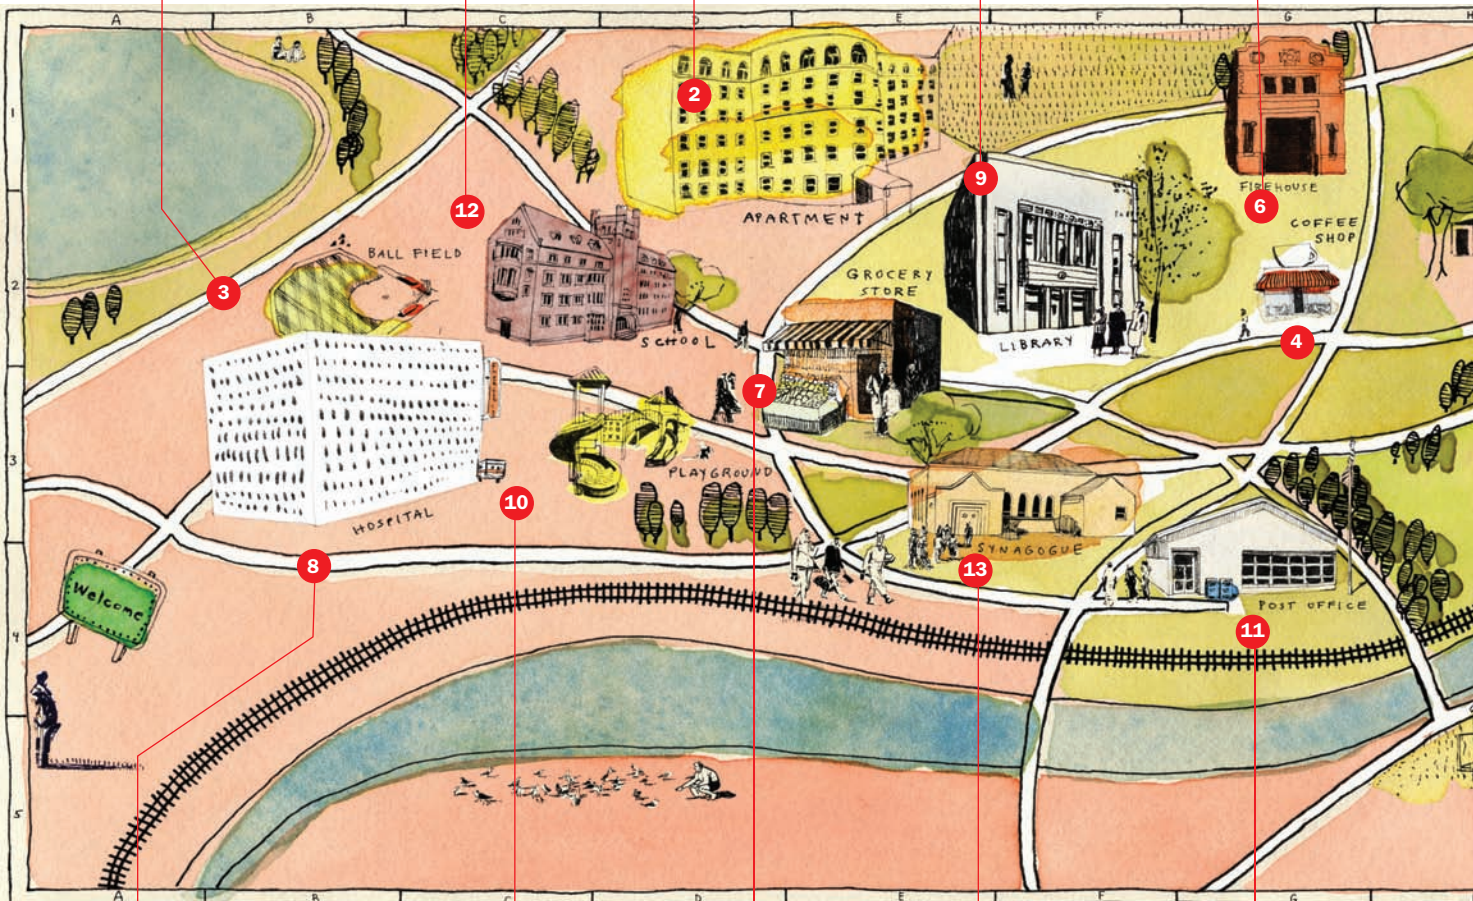 A B C D E F G H
1
2
APARTMENT
9
FIREHOUSE
6
12
COFFEE
SHOP
BALL FIELD
GROCERY
STORE
2
3
SCHOOL
LIBRARY
4
7
3
PLAYGROUND
10
HOSPITAL
SYNAGOGUE
8
13
Welcome
POST OFFICE
4
11
5
A B C D E F G